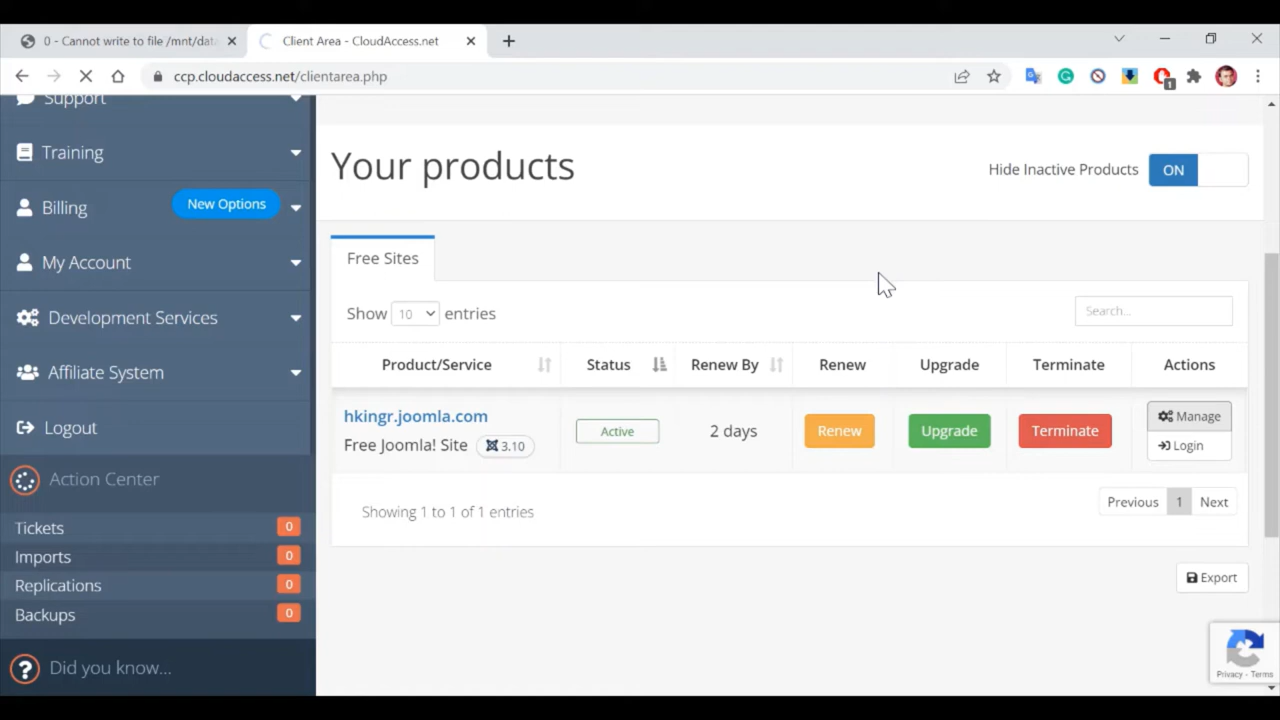 0 - Cannot write to file /mnt/data
Client Area - CloudAccess.net
ccp.cloudaccess.net/clientarea.php
1
Support
Training
Billing
New Options
My Account
Development Services
Affiliate System
Logout
Action Center
Tickets 0
Imports 0
Replications 0
Backups 0
Did you know...
Your products
Hide Inactive Products ON
Free Sites
Show 10 entries
Search...
Product/Service Status Renew By Renew Upgrade Terminate Actions
hkingr.joomla.com
Free Joomla! Site 3.10
Active
2 days
Renew
Upgrade
Terminate
Manage
Login
Showing 1 to 1 of 1 entries
Previous 1 Next
Export
Privacy - Terms